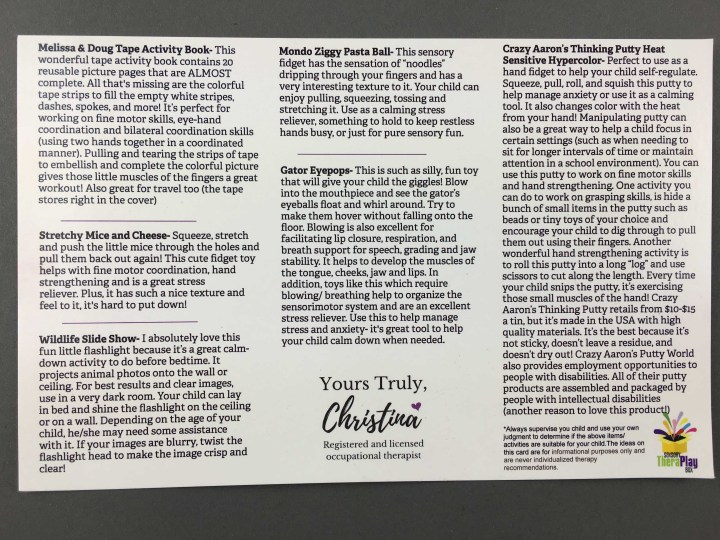 Melissa & Doug Tape Activity Book- This
wonderful tape activity book contains 20
reusable picture pages that are ALMOST
complete. All that's missing are the colorful
tape strips to fill the empty white stripes,
dashes, spokes, and more! It's perfect for
working on fine motor skills, eye-hand
coordination and bilateral coordination skills
(using two hands together in a coordinated
manner). Pulling and tearing the strips of tape
to embellish and complete the colorful picture
gives those little muscles of the fingers a great
workout! Also great for travel too (the tape
stores right in the cover)
Stretchy Mice and Cheese- Squeeze, stretch
and push the little mice through the holes and
pull them back out again! This cute fidget toy
helps with fine motor coordination, hand
strengthening and is a great stress
reliever. Plus, it has such a nice texture and
feel to it, it's hard to put down!
Wildlife Slide Show- I absolutely love this
fun little flashlight because it's a great calm-
down activity to do before bedtime. It
projects animal photos onto the wall or
ceiling. For best results and clear images,
use in a very dark room. Your child can lay
in bed and shine the flashlight on the ceiling
or on a wall. Depending on the age of your
child, he/she may need some assistance
with it. If your images are blurry, twist the
flashlight head to make the image crisp and
clear!
Mondo Ziggy Pasta Ball- This sensory
fidget has the sensation of "noodles"
dripping through your fingers and has a
very interesting texture to it. Your child can
enjoy pulling, squeezing, tossing and
stretching it. Use as a calming stress
reliever, something to hold to keep restless
hands busy, or just for pure sensory fun.
Gator Eyepops- This is such as silly, fun toy
that will give your child the giggles! Blow
into the mouthpiece and see the gator's
eyeballs float and whirl around. Try to
make them hover without falling onto the
floor. Blowing is also excellent for
facilitating lip closure, respiration, and
breath support for speech, grading and jaw
stability. It helps to develop the muscles of
the tongue, cheeks, jaw and lips. In
addition, toys like this which require
blowing/ breathing help to organize the
sensorimotor system and are an excellent
stress reliever. Use this to help manage
stress and anxiety- it's great tool to help
your child calm down when needed.
Yours Truly,
Christina
Registered and licensed
occupational therapist
Crazy Aaron's Thinking Putty Heat
Sensitive Hypercolor- Perfect to use as a
hand fidget to help your child self-regulate.
Squeeze, pull, roll, and squish this putty to
help manage anxiety or use it as a calming
tool. It also changes color with the heat
from your hand! Manipulating putty can
also be a great way to help a child focus in
certain settings (such as when needing to
sit for longer intervals of time or maintain
attention in a school environment). You can
use this putty to work on fine motor skills
and hand strengthening. One activity you
can do to work on grasping skills, is hide a
bunch of small items in the putty such as
beads or tiny toys of your choice and
encourage your child to dig through to pull
them out using their fingers. Another
wonderful hand strengthening activity is
to roll this putty into a long "log" and use
scissors to cut along the length. Every time
your child snips the putty, it's exercising
those small muscles of the hand! Crazy
Aaron's Thinking Putty retails from $10-$15
a tin, but it's made in the USA with high
quality materials. It's the best because it's
not sticky, doesn't leave a residue, and
doesn't dry out! Crazy Aaron's Putty World
also provides employment opportunities to
people with disabilities. All of their putty
products are assembled and packaged by
people with intellectual disabilities
(another reason to love this product!)
*Always supervise you child and use your own
judgment to determine if the above items/
activities are suitable for your child.The ideas on
this card are for informational purposes only and
are never individualized therapy
recommendations.
SENSORY
TheraPlay
BOX